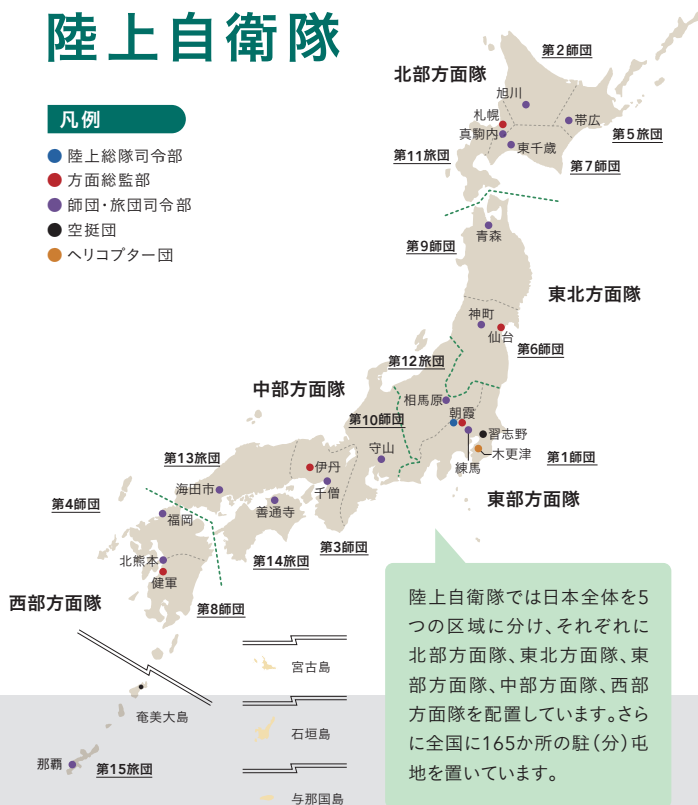 陸上自衛隊
凡例
陸上総隊司令部
方面総監部
師団・旅団司令部
空挺団
ヘリコプター団
第2師団
北部方面隊
旭川
札幌
帯広
真駒内
第5旅団
東千歳
第11旅団
第7師団
青森
第9師団
東北方面隊
神町
仙台
第6師団
第12旅団
中部方面隊
相馬原
朝霞
第10師団
習志野
守山
木更津
第13旅団
練馬
第1師団
伊丹
海田市
千僧
東部方面隊
第4師団
善通寺
福岡
第3師団
第14旅団
北熊本
健軍
西部方面隊
第8師団
宮古島
奄美大島
石垣島
那覇
第15旅団
与那国島
陸上自衛隊では日本全体を5
つの区域に分け、それぞれに
北部方面隊、東北方面隊、東
部方面隊、中部方面隊、西部
方面隊を配置しています。さら
に全国に165か所の駐(分)屯
地を置いています。